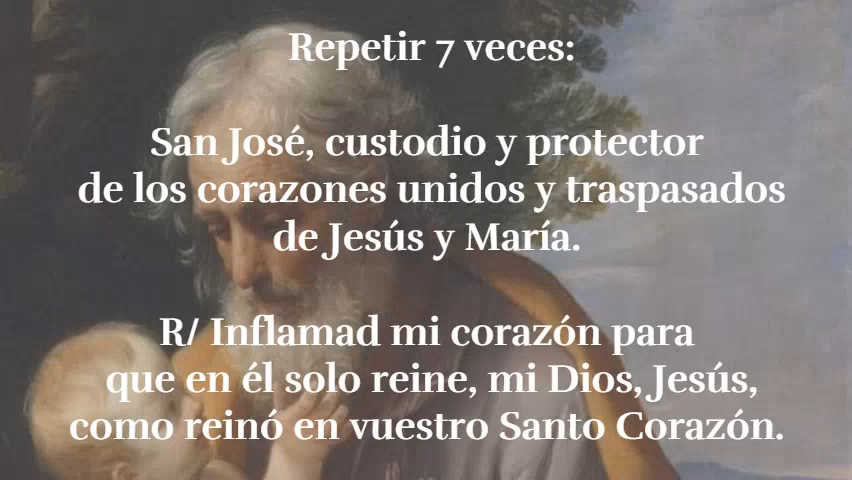 Repetir 7 veces:
San José, custodio y protector
de los corazones unidos y traspasados
de Jesús y María.
R/ Inflamad mi corazón para
que en él solo reine, mi Dios, Jesús,
como reinó en vuestro Santo Corazón.